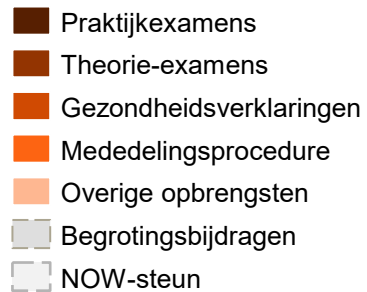 Praktijkexamens
Theorie-examens
Gezondheidsverklaringen
Mededelingsprocedure
Overige opbrengsten
Begrotingsbijdragen
NOW-steun